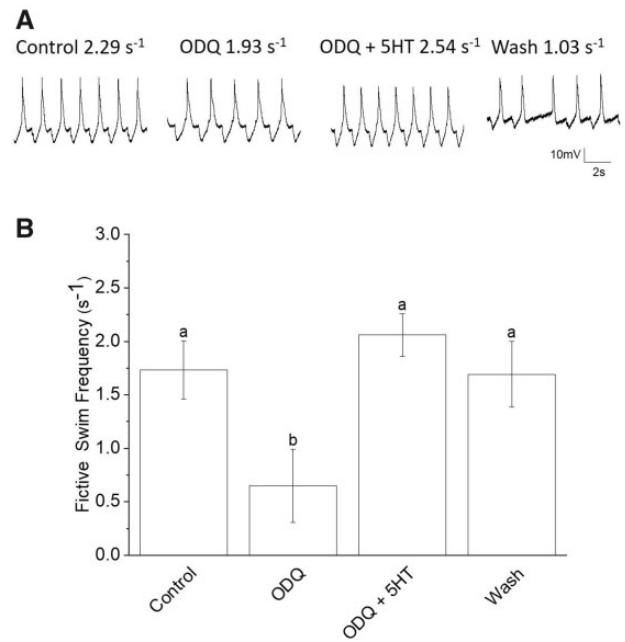 A
Control 2.29 s⁻¹ ODQ 1.93 s⁻¹ ODQ + 5HT 2.54 s⁻¹ Wash 1.03 s⁻¹
10mV
2s
B
Fictive Swim Frequency (s⁻¹)
3.0
2.5
2.0
1.5
1.0
0.5
0.0
a
b
a
a
Control
ODQ
ODQ + 5HT
Wash